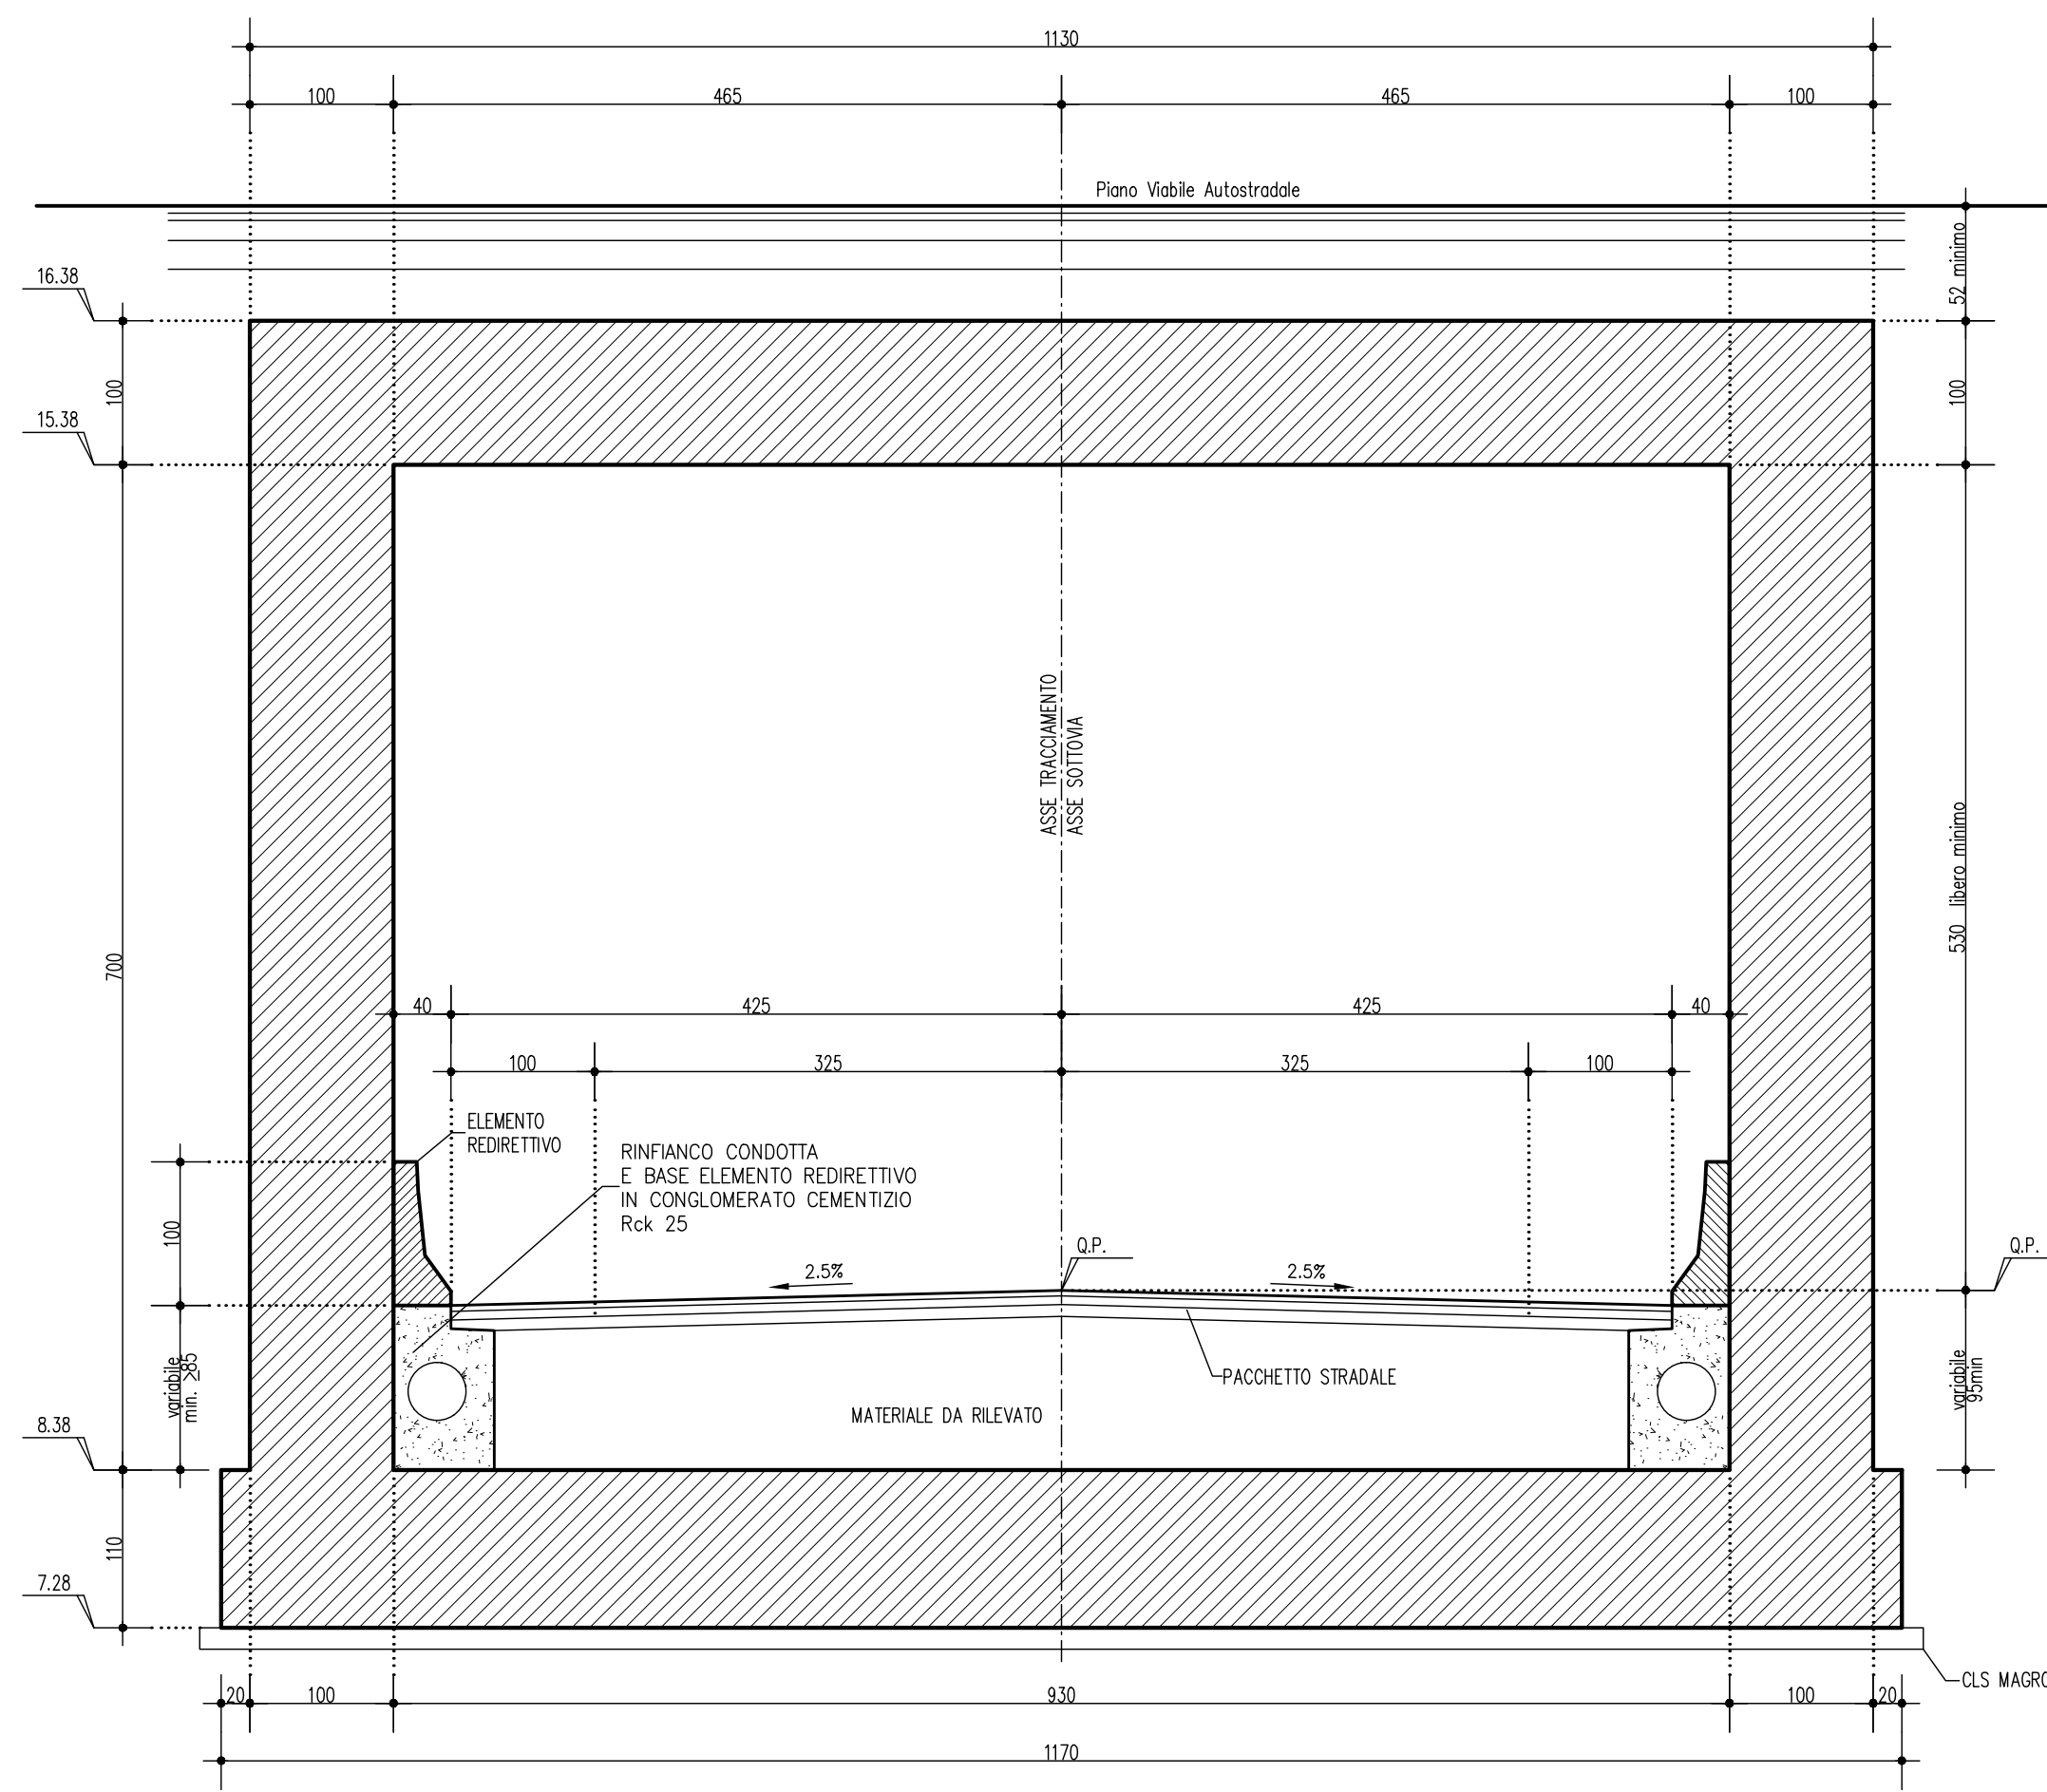 1130
100
465
465
100
Piano Viabile Autostradale
52 minimo
16.38
100
100
15.38
ASSE TRACCIAMENTO
ASSE SOTTOVIA
530 libero minimo
700
40
425
425
40
100
325
325
100
ELEMENTO
REDIRETTIVO
RINFIANCO CONDOTTA
E BASE ELEMENTO REDIRETTIVO
IN CONGLOMERATO CEMENTIZIO
Rck 25
100
Q.P.
Q.P.
2.5%
2.5%
variabile
min. ≥85
variabile
95min
PACCHETTO STRADALE
MATERIALE DA RILEVATO
8.38
110
7.28
CLS MAGRO
20
100
930
100
20
1170